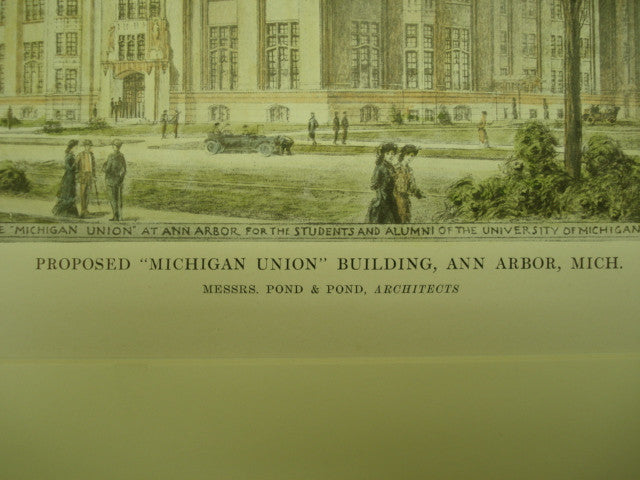 "MICHIGAN UNION" AT ANN ARBOR FOR THE STUDENTS AND ALUMNI OF THE UNIVERSITY OF MICHIGAN
PROPOSED “MICHIGAN UNION” BUILDING, ANN ARBOR, MICH.
MESSRS. POND & POND, ARCHITECTS